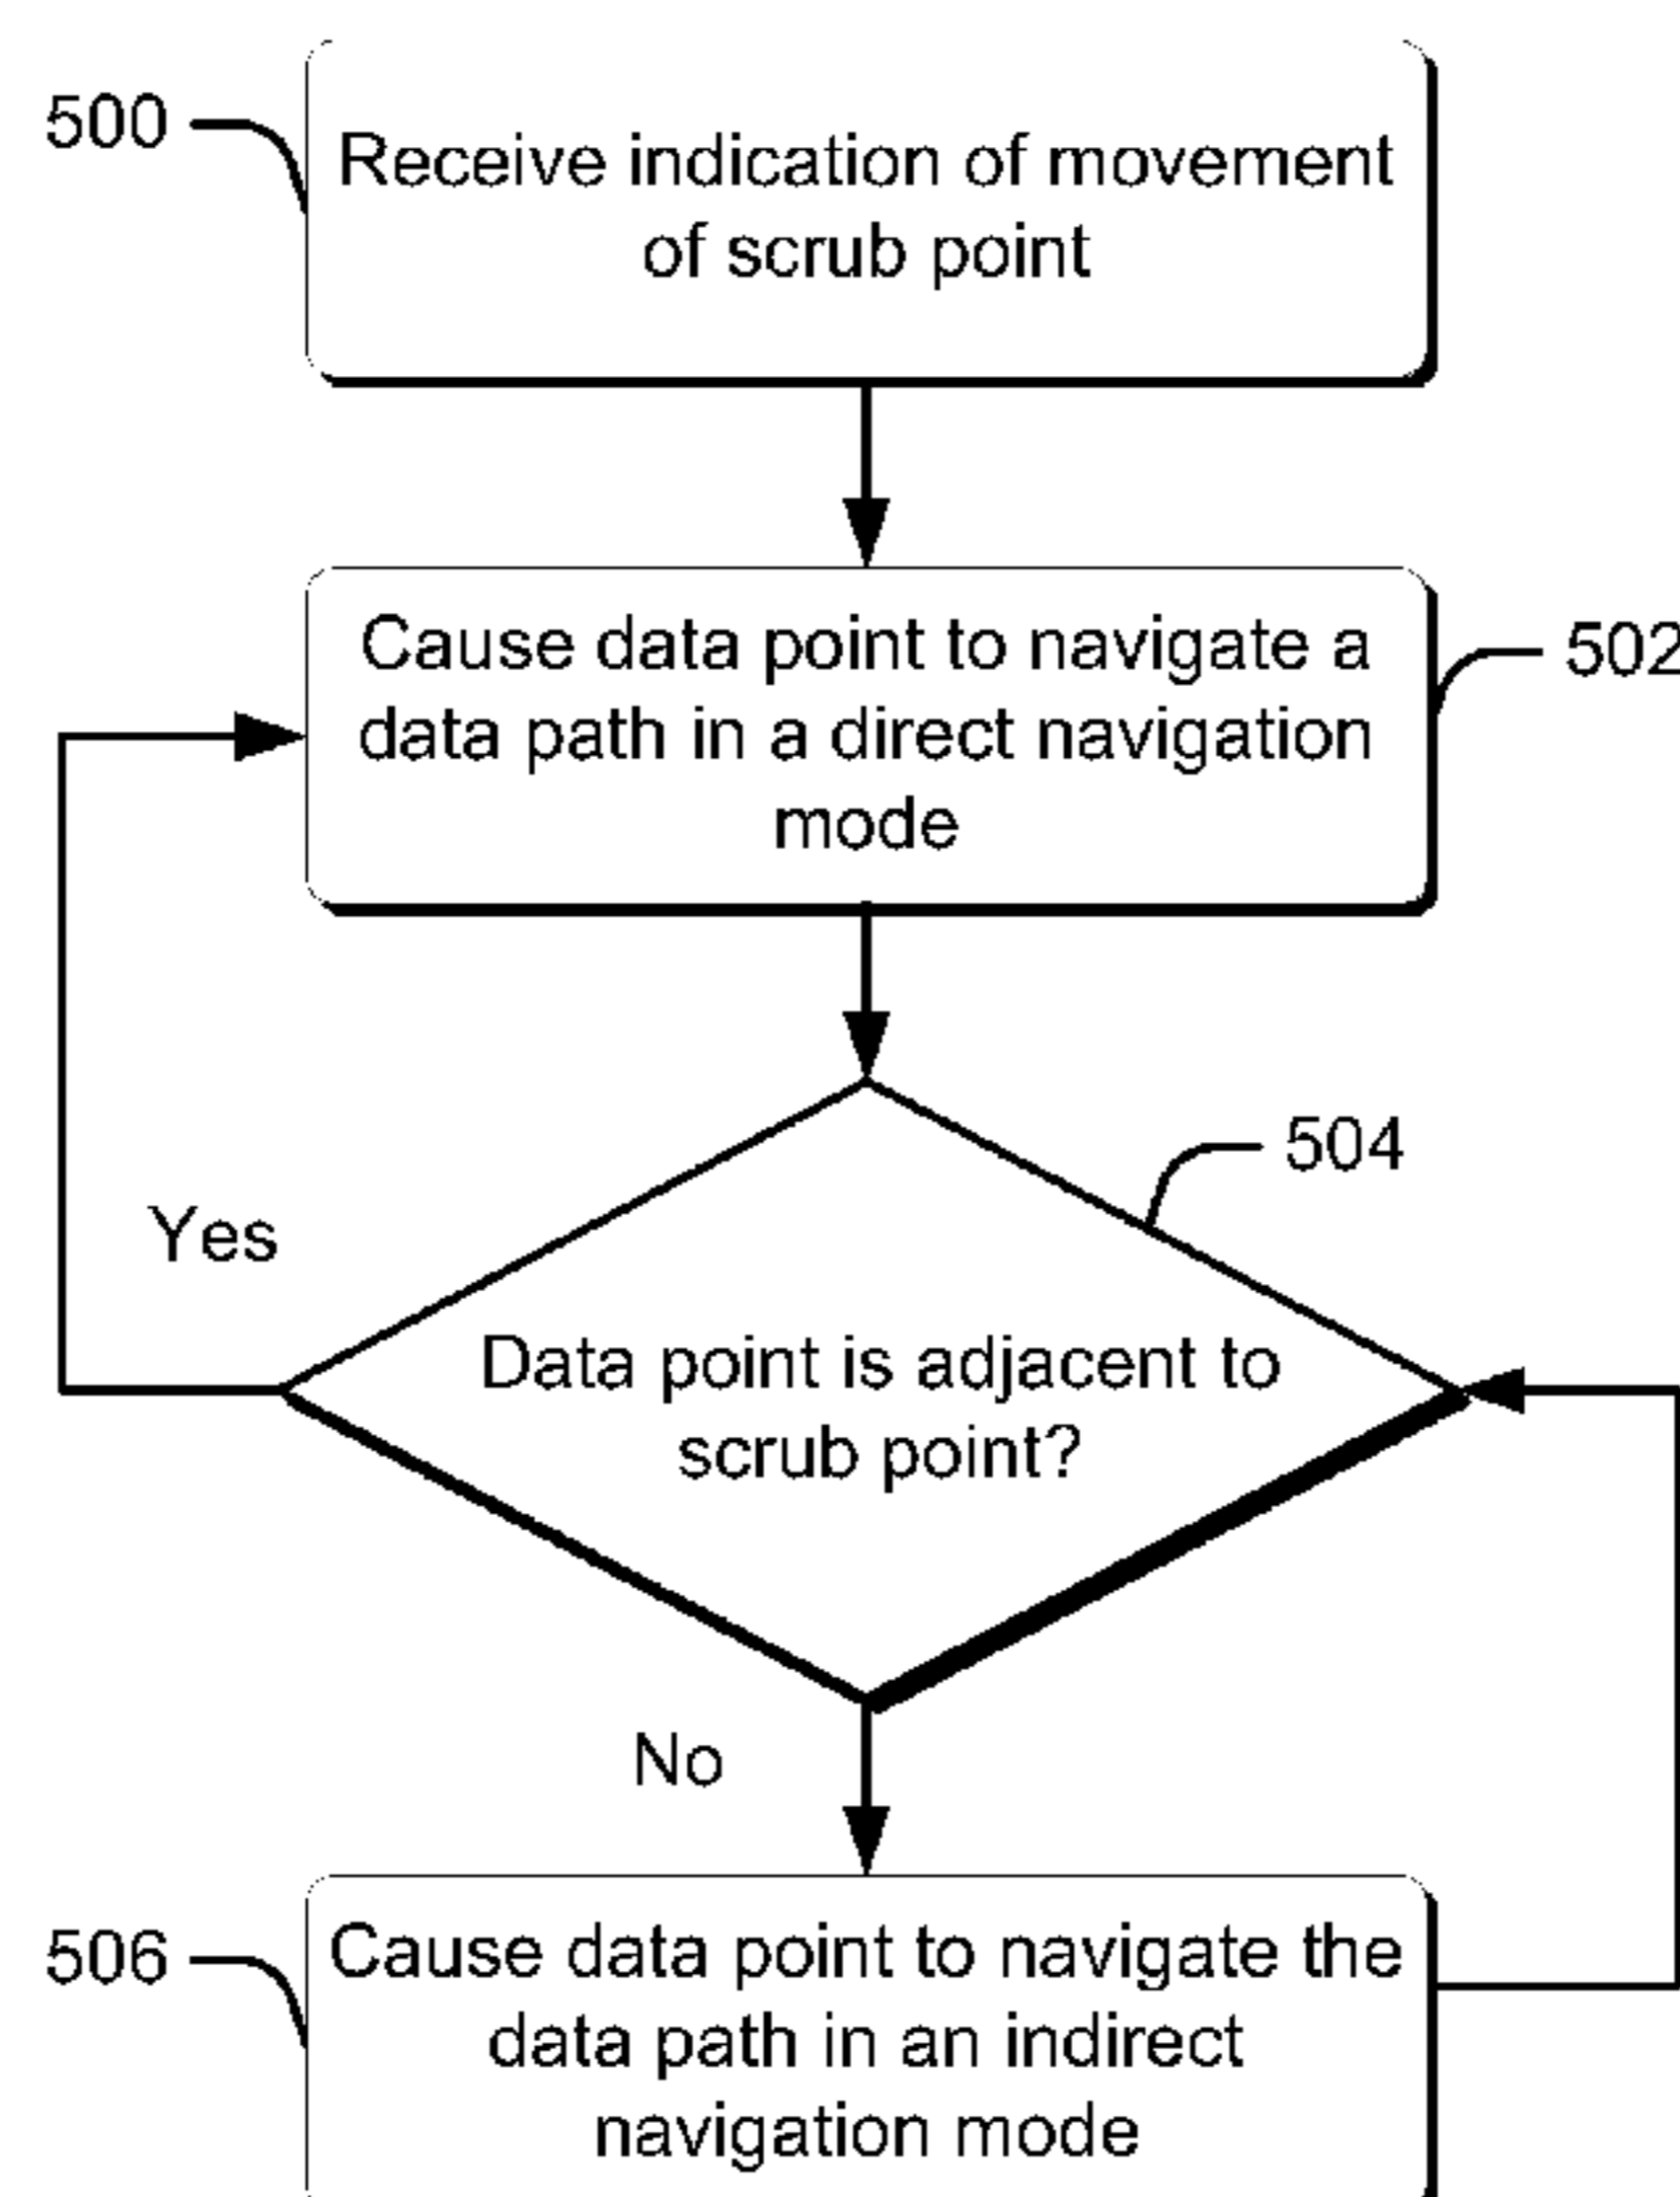 500
Receive indication of movement
of scrub point
Cause data point to navigate a
data path in a direct navigation
mode
502
504
Yes
Data point is adjacent to
scrub point?
No
506
Cause data point to navigate the
data path in an indirect
navigation mode